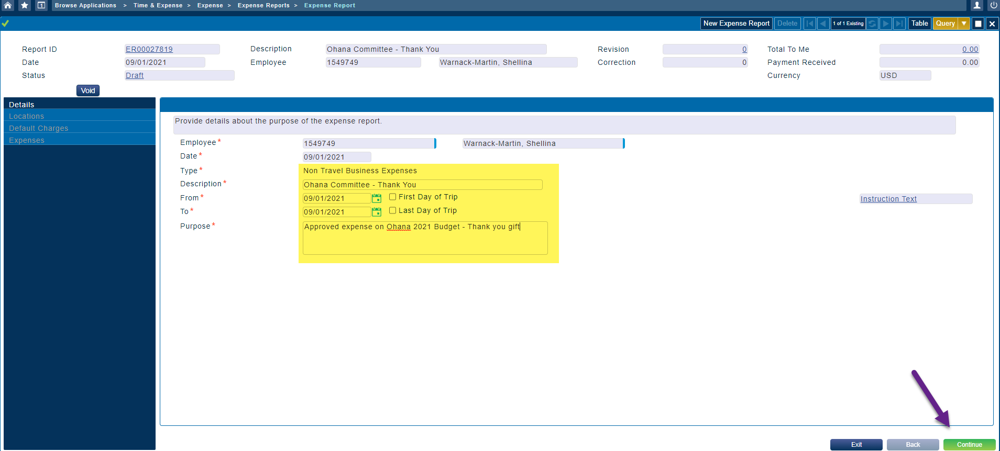 Browse Applications > Time & Expense > Expense > Expense Reports > Expense Report
New Expense Report Delete 1 of 1 Existing Table Query
Report ID ER00027819 Description Ohana Committee - Thank You Revision 0 Total To Me 0.00
Date 09/01/2021 Employee 1549749 Warnack-Martin, Shellina Correction 0 Payment Received 0.00
Status Draft Currency USD
Void
Details
Locations
Default Charges
Expenses
Provide details about the purpose of the expense report.
Employee * 1549749 Warnack-Martin, Shellina
Date * 09/01/2021
Type * Non Travel Business Expenses
Description * Ohana Committee - Thank You
From * 09/01/2021 First Day of Trip Instruction Text
To * 09/01/2021 Last Day of Trip
Purpose * Approved expense on Ohana 2021 Budget - Thank you gift
Exit Back Continue